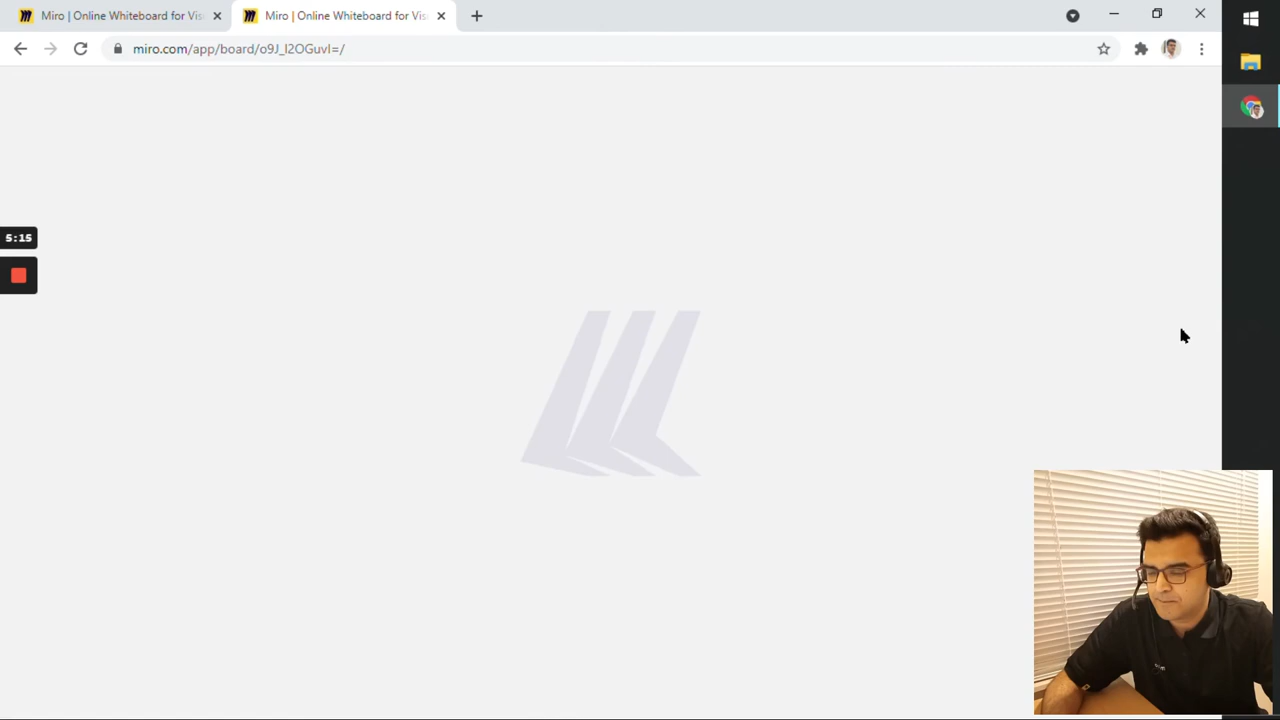 Miro | Online Whiteboard for Vis
Miro | Online Whiteboard for Vis
miro.com/app/board/o9J_l2OGuvI=/
5:15